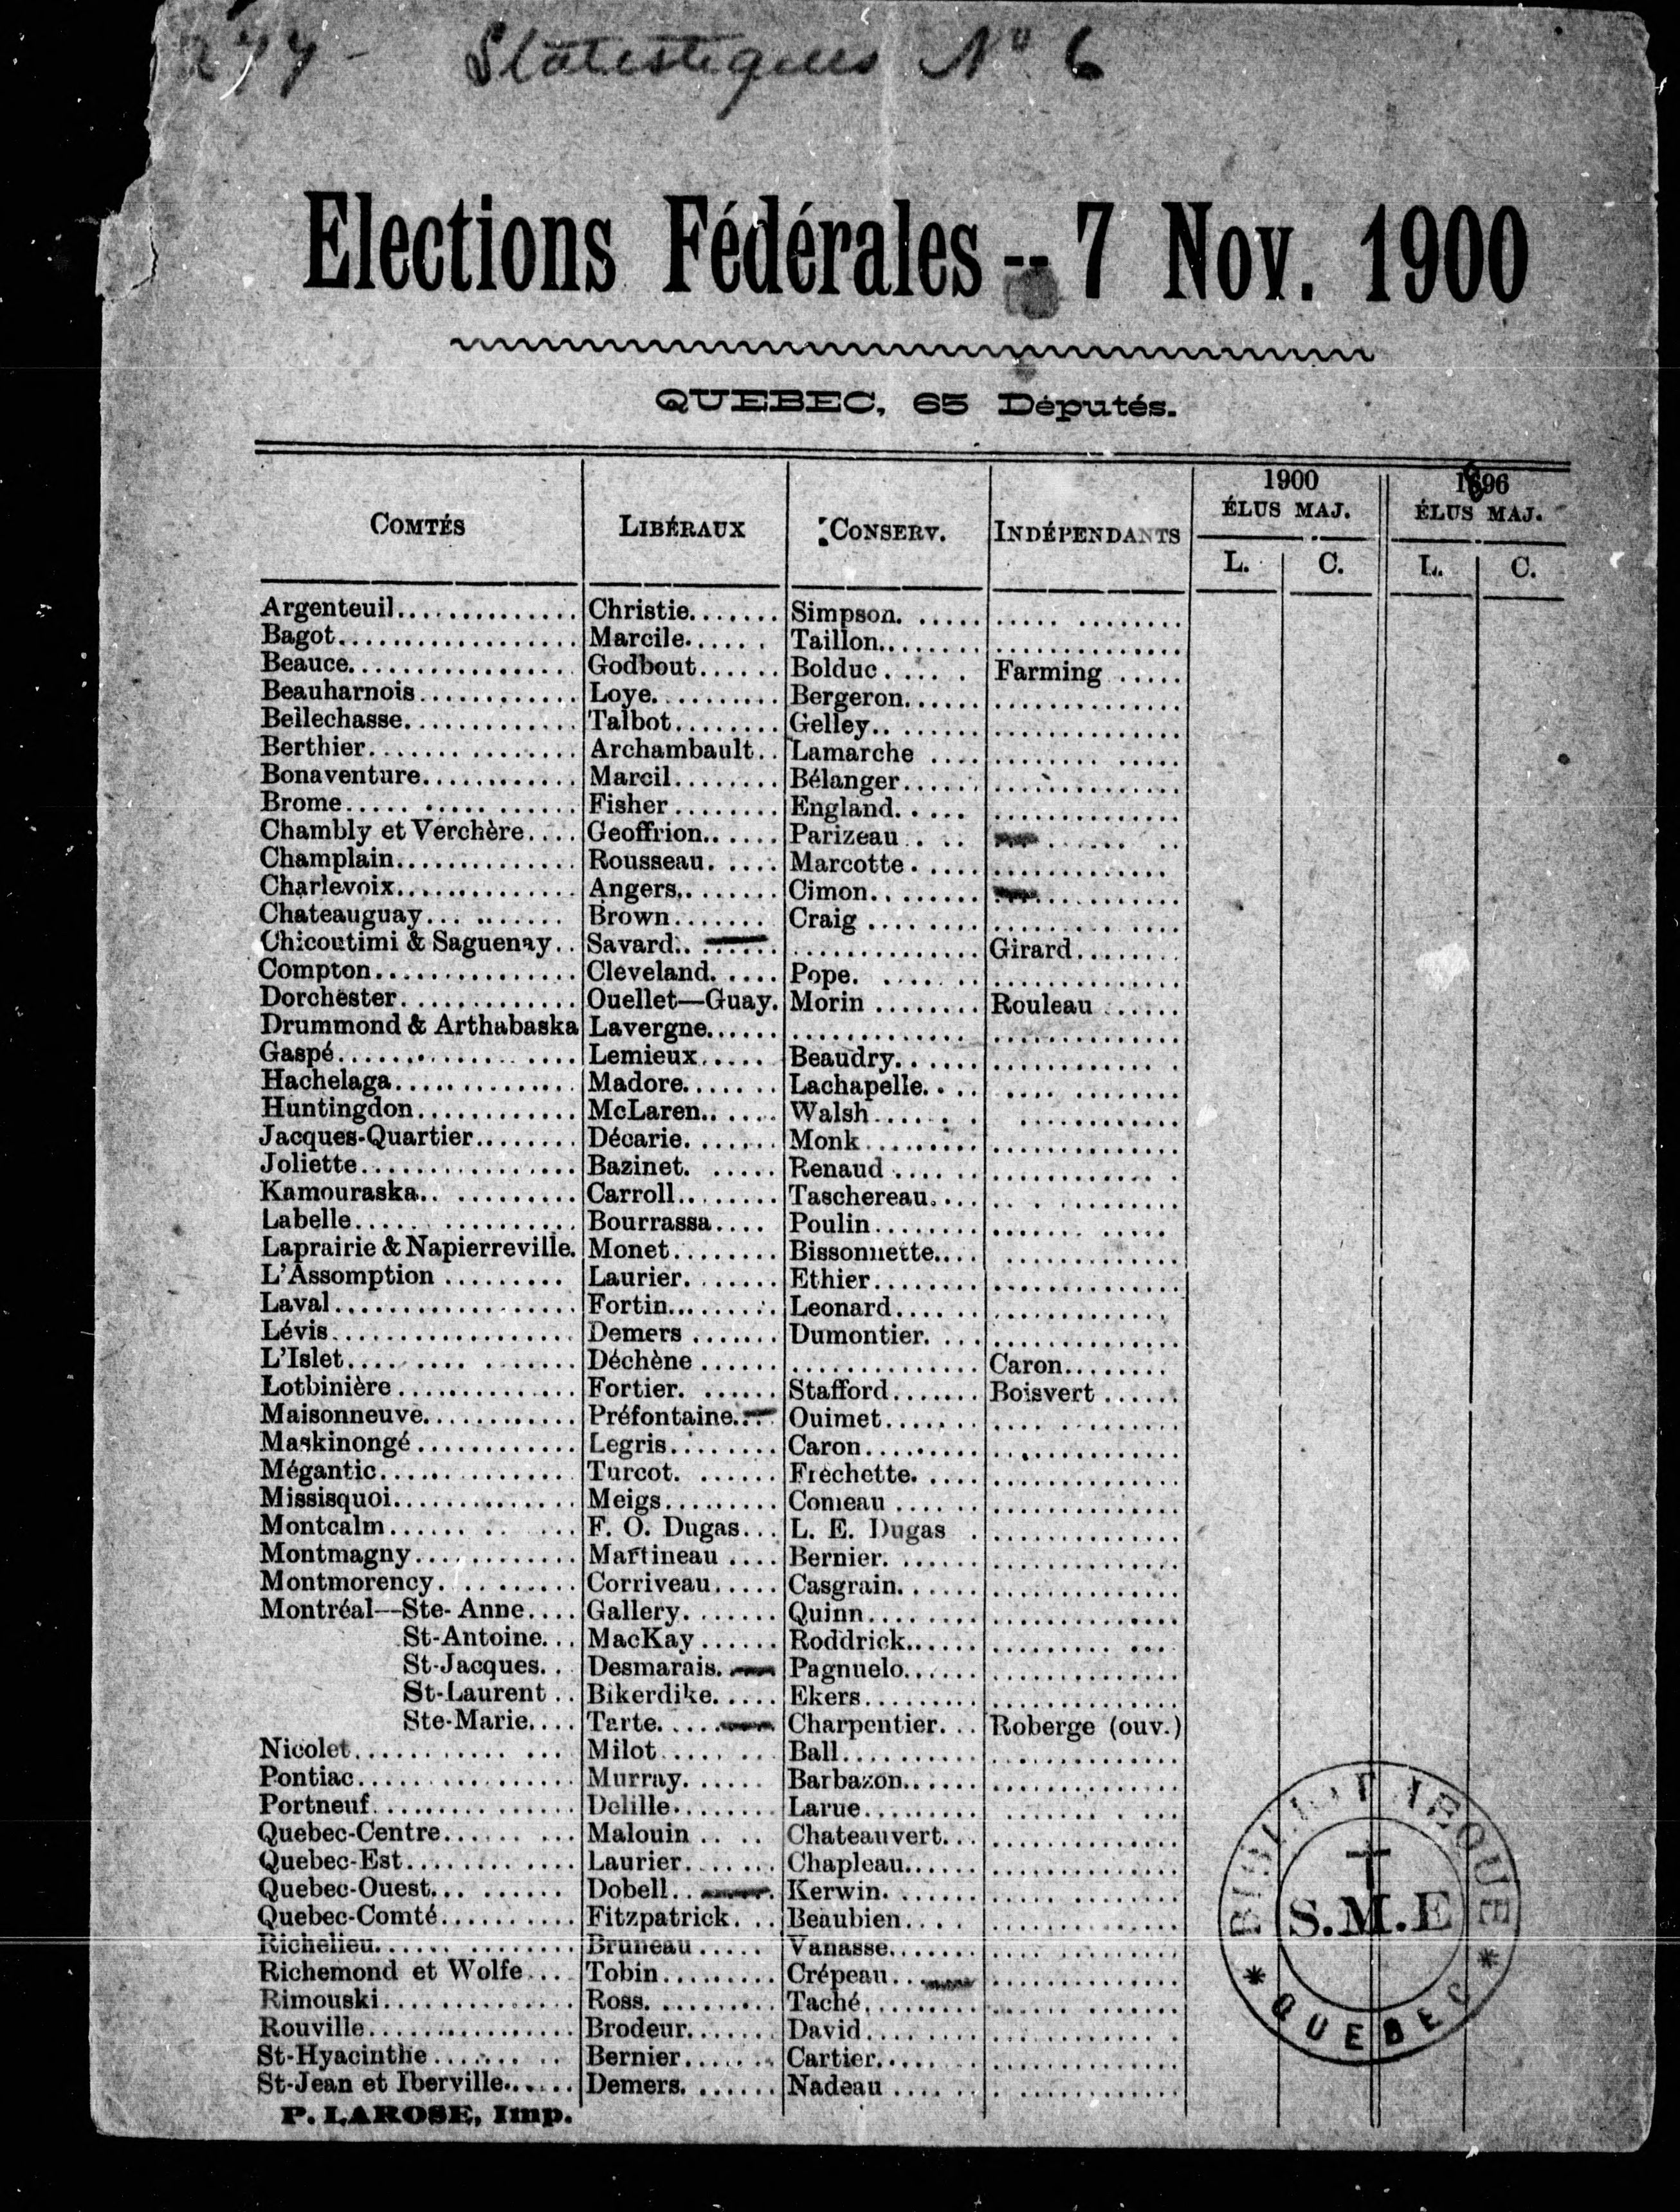 277 - Statestiques No 6
Elections Fédérales -- 7 Nov. 1900
QUEBEC, 65 Députés.
COMTÉS LIBÉRAUX CONSERV. INDÉPENDANTS 1900 ÉLUS MAJ. L. C. 1896 ÉLUS MAJ. L. C.
Argenteuil.............. Christie....... Simpson. ..... ..... ........
Bagot................... Marcile...... Taillon........ ..............
Beauce.................. Godbout...... Bolduc..... . Farming .....
Beauharnois............. Loye.......... Bergeron...... ..............
Bellechasse............. Talbot........ Gelley.. ....... ..............
Berthier................ Archambault.. Lamarche .... ........ .....
Bonaventure............ Marcil........ Bélanger...... ..............
Brome..... ..... ....... Fisher ........ England..... ..............
Chambly et Verchère.... Geoffrion...... Parizeau . . .. ...... ..
Champlain.............. Rousseau. .... Marcotte..... .............
Charlevoix.............. Angers........ Cimon........ ...........
Chateauguay... ........ Brown....... Craig ........ ........ ....
Chicoutimi & Saguenay.. Savard.. ...... .............. Girard........
Compton............... Cleveland. .... Pope. ....... ..............
Dorchester............. Ouellet—Guay. Morin ........ Rouleau ......
Drummond & Arthabaska Lavergne...... ............. ..............
Gaspé.................. Lemieux..... Beaudry...... ............ .
Hachelaga.............. Madore....... Lachapelle.... .... ........
Huntingdon............ McLaren...... Walsh..... . . ............
Jacques-Quartier........ Décarie....... Monk......... ..............
Joliette................ Bazinet. ..... Renaud ...... ............ .
Kamouraska.. ......... Carroll........ Taschereau.... .. . .........
Labelle..... .......... Bourrassa.... Poulin........ ....... .....
Laprairie & Napierreville. Monet........ Bissonnette.... .............
L'Assomption ......... Laurier........ Ethier........ ..............
Laval.................. Fortin........ Leonard...... .............
Lévis................... Demers ....... Dumontier. ... ..............
L'Islet.... .... ....... Déchène ...... .............. Caron........
Lotbinière.............. Fortier. ...... Stafford....... Boisvert ......
Maisonneuve............ Préfontaine... Ouimet....... .... .........
Maskinongé............ Legris........ Caron......... ..............
Mégantic............... Turcot. ...... Fréchette. .... ..............
Missisquoi.............. Meigs......... Comeau ...... ..............
Montcalm...... .. ... F. O. Dugas... L. E. Dugas . ..............
Montmagny............ Martineau .... Bernier. ...... ..............
Montmorency........... Corriveau..... Casgrain...... ..............
Montréal—Ste-Anne.... Gallery....... Quinn........ ..............
St-Antoine... MacKay ...... Roddrick...... ......... ...
St-Jacques.. Desmarais. Pagnuelo...... ..............
St-Laurent .. Bikerdike..... Ekers......... ..............
Ste-Marie.... Tarte..... Charpentier... Roberge (ouv.)
Nicolet........... ... Milot..... ... Ball.......... ..............
Pontiac................ Murray...... Barbazon...... ..............
Portneuf............... Delille........ Larue......... ....... . ...
Quebec-Centre...... ... Malouin .. .. Chateauvert... ..............
Quebec-Est............. Laurier....... Chapleau...... ..............
Quebec-Ouest... ...... Dobell.. Kerwin. ...... .... .........
Quebec-Comté.......... Fitzpatrick. .. Beaubien.... .............
Richelieu...... ........ Bruneau ..... Vanasse....... .... ........
Richemond et Wolfe... Tobin......... Crépeau... ..............
Rimouski............... Ross. ......... Taché......... ..... .......
Rouville................ Brodeur....... David........ ............ .
St-Hyacinthe...... .. Bernier....... Cartier....... ..............
St-Jean et Iberville..... Demers. ...... Nadeau .... .. . ............
P. LAROSE, Imp.
BIBLIOTHEQUE
S.M.E
* QUEBEC *